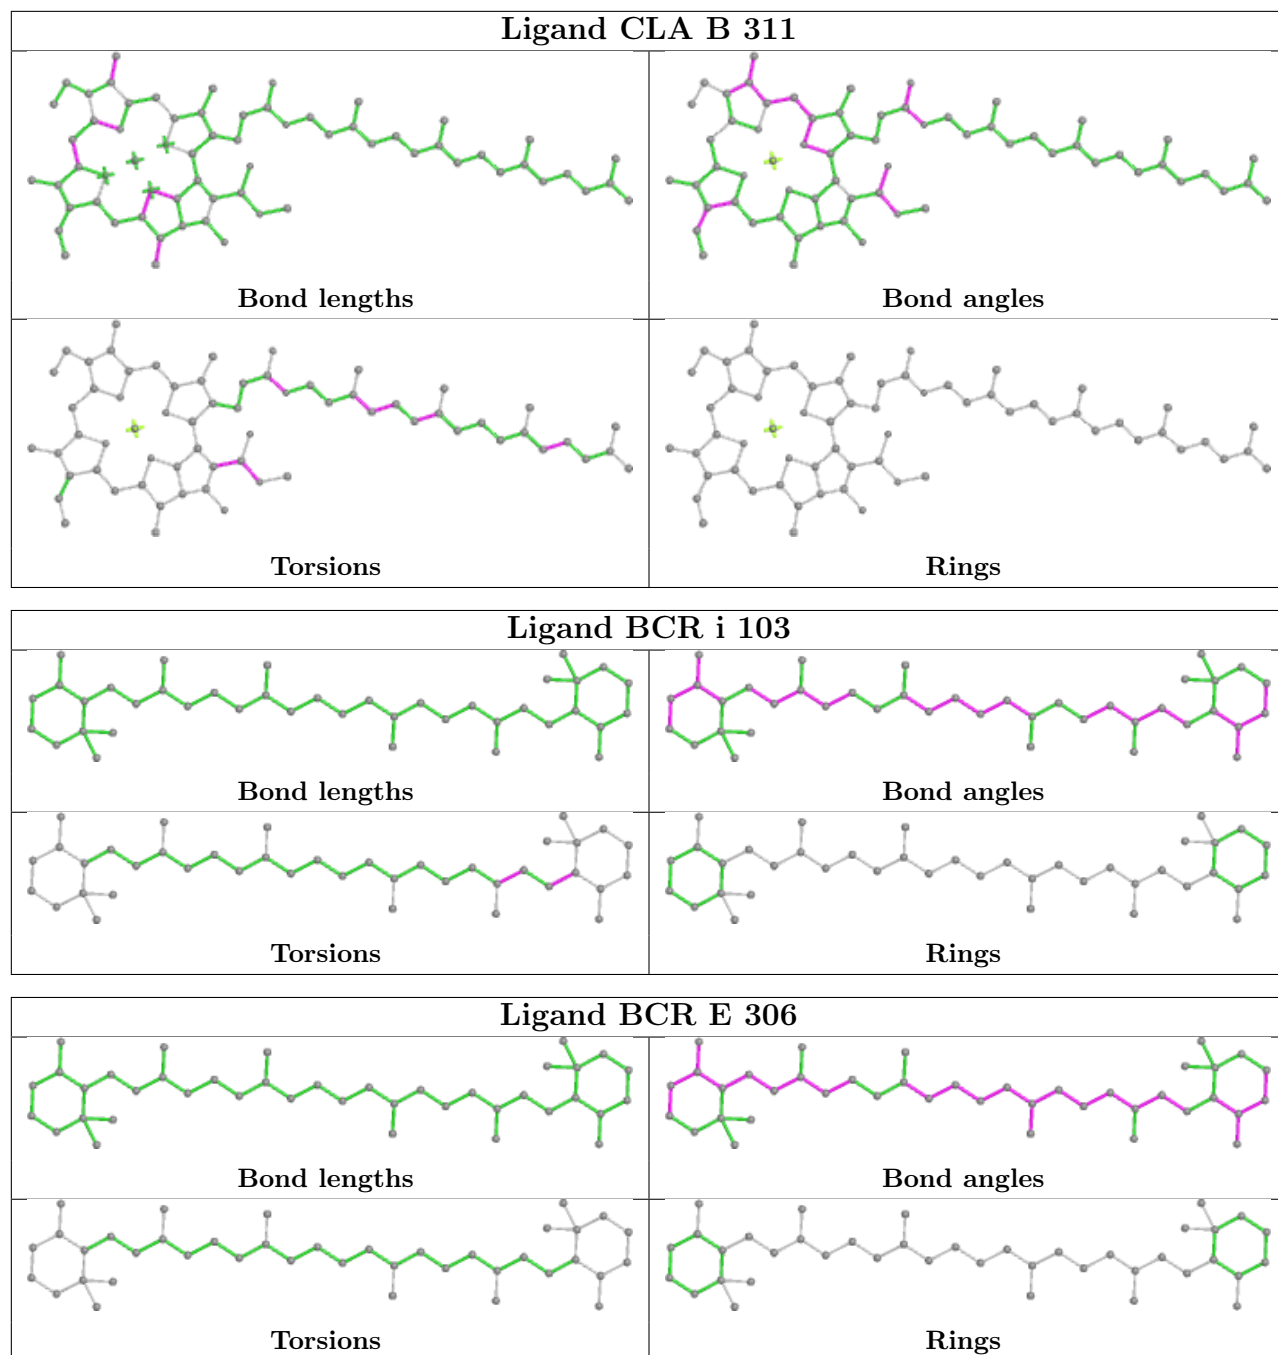 Ligand CLA B 311
Bond lengths
Bond angles
Torsions
Rings
Ligand BCR i 103
Bond lengths
Bond angles
Torsions
Rings
Ligand BCR E 306
Bond lengths
Bond angles
Torsions
Rings